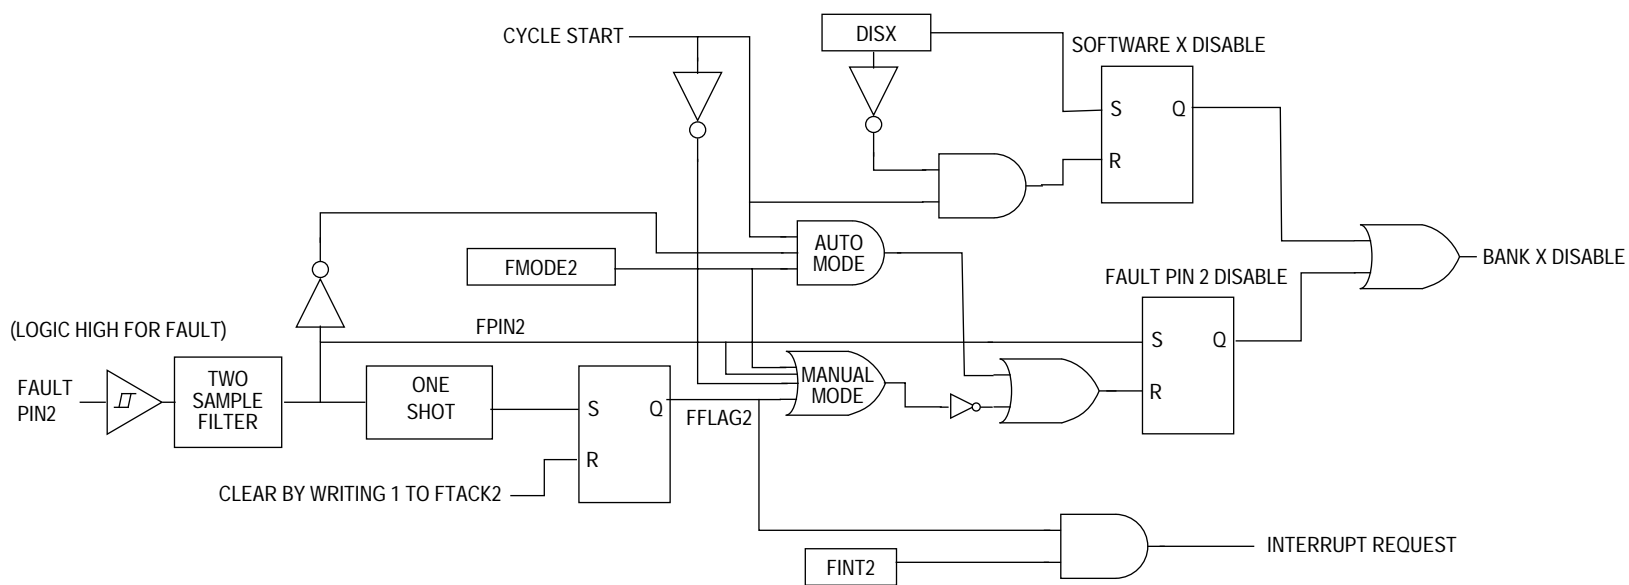 CYCLE START
DISX
SOFTWARE X DISABLE
S
Q
R
AUTO
MODE
FMODE2
BANK X DISABLE
FAULT PIN 2 DISABLE
(LOGIC HIGH FOR FAULT)
FPIN2
S
Q
R
FAULT
PIN2
TWO
SAMPLE
FILTER
ONE
SHOT
MANUAL
MODE
S
Q
R
FFLAG2
CLEAR BY WRITING 1 TO FTACK2
INTERRUPT REQUEST
FINT2